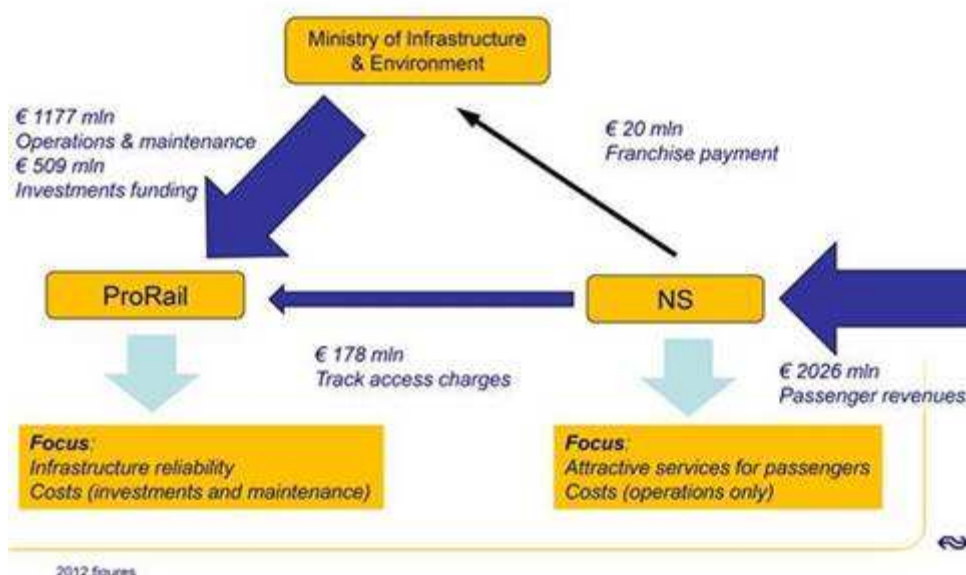 Ministry of Infrastructure
& Environment
€ 1177 mln
Operations & maintenance
€ 509 mln
Investments funding
€ 20 mln
Franchise payment
ProRail
NS
€ 178 mln
Track access charges
€ 2026 mln
Passenger revenues
Focus:
Infrastructure reliability
Costs (investments and maintenance)
Focus:
Attractive services for passengers
Costs (operations only)
2012 figures